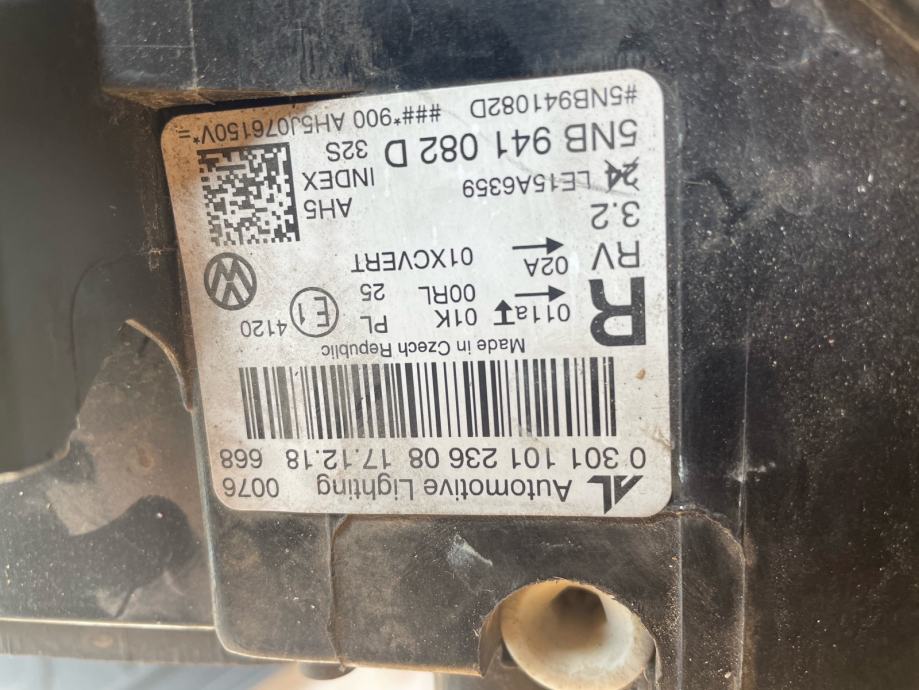 AL Automotive Lighting 0076
0 301 101 236 08 17.12.18 668
Made in Czech Republic
R 011a 01K PL E1 4120
00RL 25
RV 02A 01XCVERT
3.2
24 LE15A6359 AH5
INDEX
5NB 941 082 D 32S
#5NB941082D ###*900 AH5J076150V*=
VW